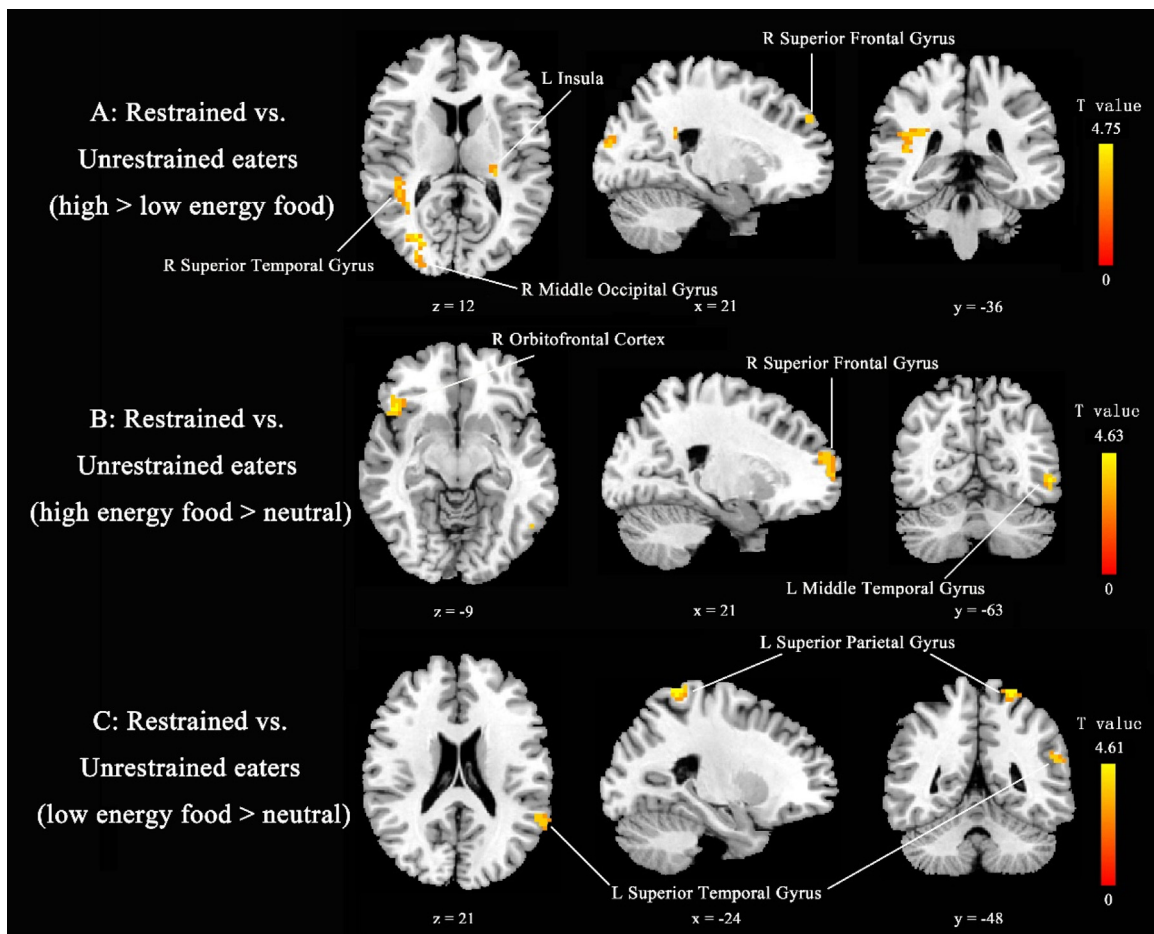 A: Restrained vs.
Unrestrained eaters
(high > low energy food)
L Insula
R Superior Frontal Gyrus
R Superior Temporal Gyrus
R Middle Occipital Gyrus
z = 12
x = 21
y = -36
T value
4.75
0
B: Restrained vs.
Unrestrained eaters
(high energy food > neutral)
R Orbitofrontal Cortex
R Superior Frontal Gyrus
L Middle Temporal Gyrus
z = -9
x = 21
y = -63
T value
4.63
0
C: Restrained vs.
Unrestrained eaters
(low energy food > neutral)
L Superior Parietal Gyrus
L Superior Temporal Gyrus
z = 21
x = -24
y = -48
T value
4.61
0